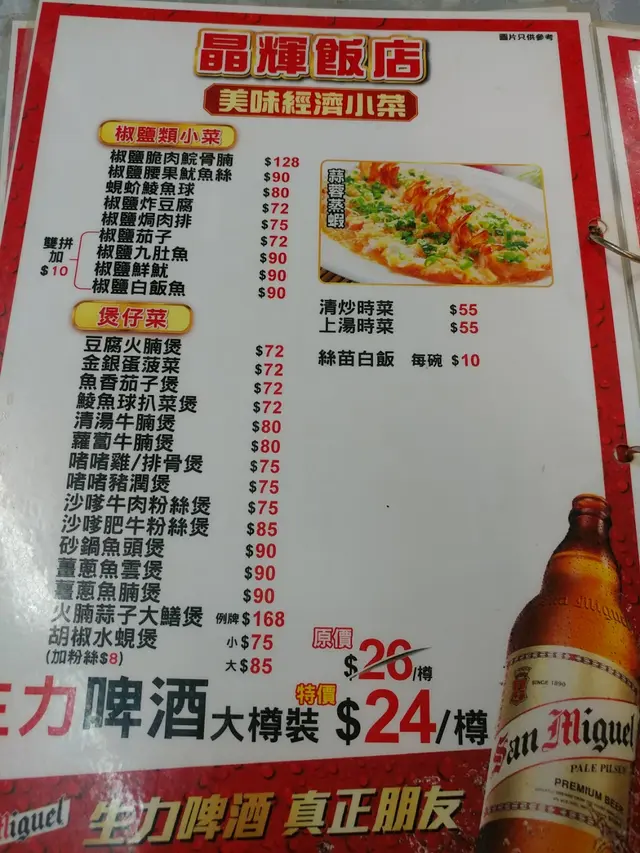 圖片只供參考
晶輝飯店
美味經濟小菜
椒鹽類小菜
椒鹽脆肉鯇骨腩 $128
椒鹽腰果魷魚絲 $90
蜆蚧鯪魚球 $80
椒鹽炸豆腐 $72
椒鹽焗肉排 $75
雙拼加$10
椒鹽茄子 $72
椒鹽九肚魚 $90
椒鹽鮮魷 $90
椒鹽白飯魚 $90
蒜蓉蒸蝦
清炒時菜 $55
上湯時菜 $55
絲苗白飯 每碗 $10
煲仔菜
豆腐火腩煲 $72
金銀蛋菠菜 $72
魚香茄子煲 $72
鯪魚球扒菜煲 $72
清湯牛腩煲 $80
蘿蔔牛腩煲 $80
啫啫雞/排骨煲 $75
啫啫豬潤煲 $75
沙嗲牛肉粉絲煲 $75
沙嗲肥牛粉絲煲 $85
砂鍋魚頭煲 $90
薑蔥魚雲煲 $90
薑蔥魚腩煲 $90
火腩蒜子大鱔煲 例牌 $168
胡椒水蜆煲 小 $75
(加粉絲$8) 大 $85
原價 $26/樽
生力啤酒 大樽裝 特價 $24/樽
SINCE 1890
San Miguel
PALE PILSEN
PREMIUM BEER
Miguel 生力啤酒 真正朋友